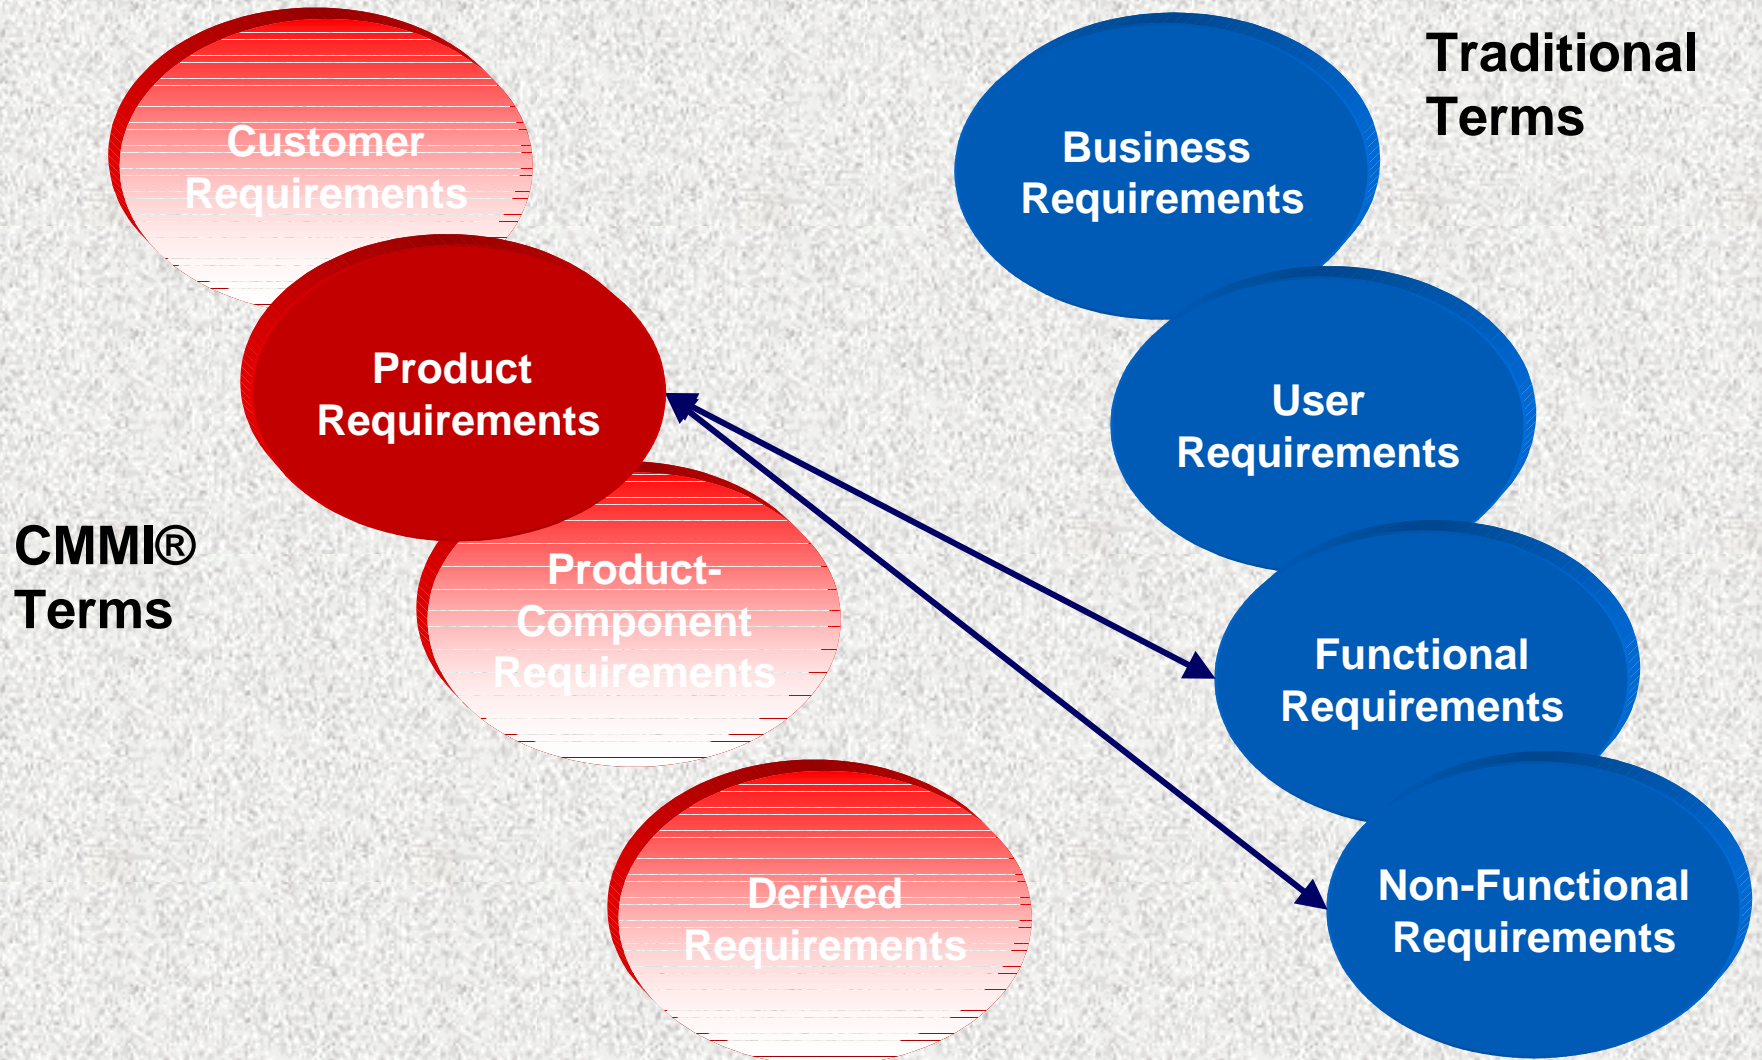 Traditional
Terms
Customer
Requirements
Business
Requirements
Product
Requirements
User
Requirements
CMMI®
Terms
Product-
Component
Requirements
Functional
Requirements
Derived
Requirements
Non-Functional
Requirements